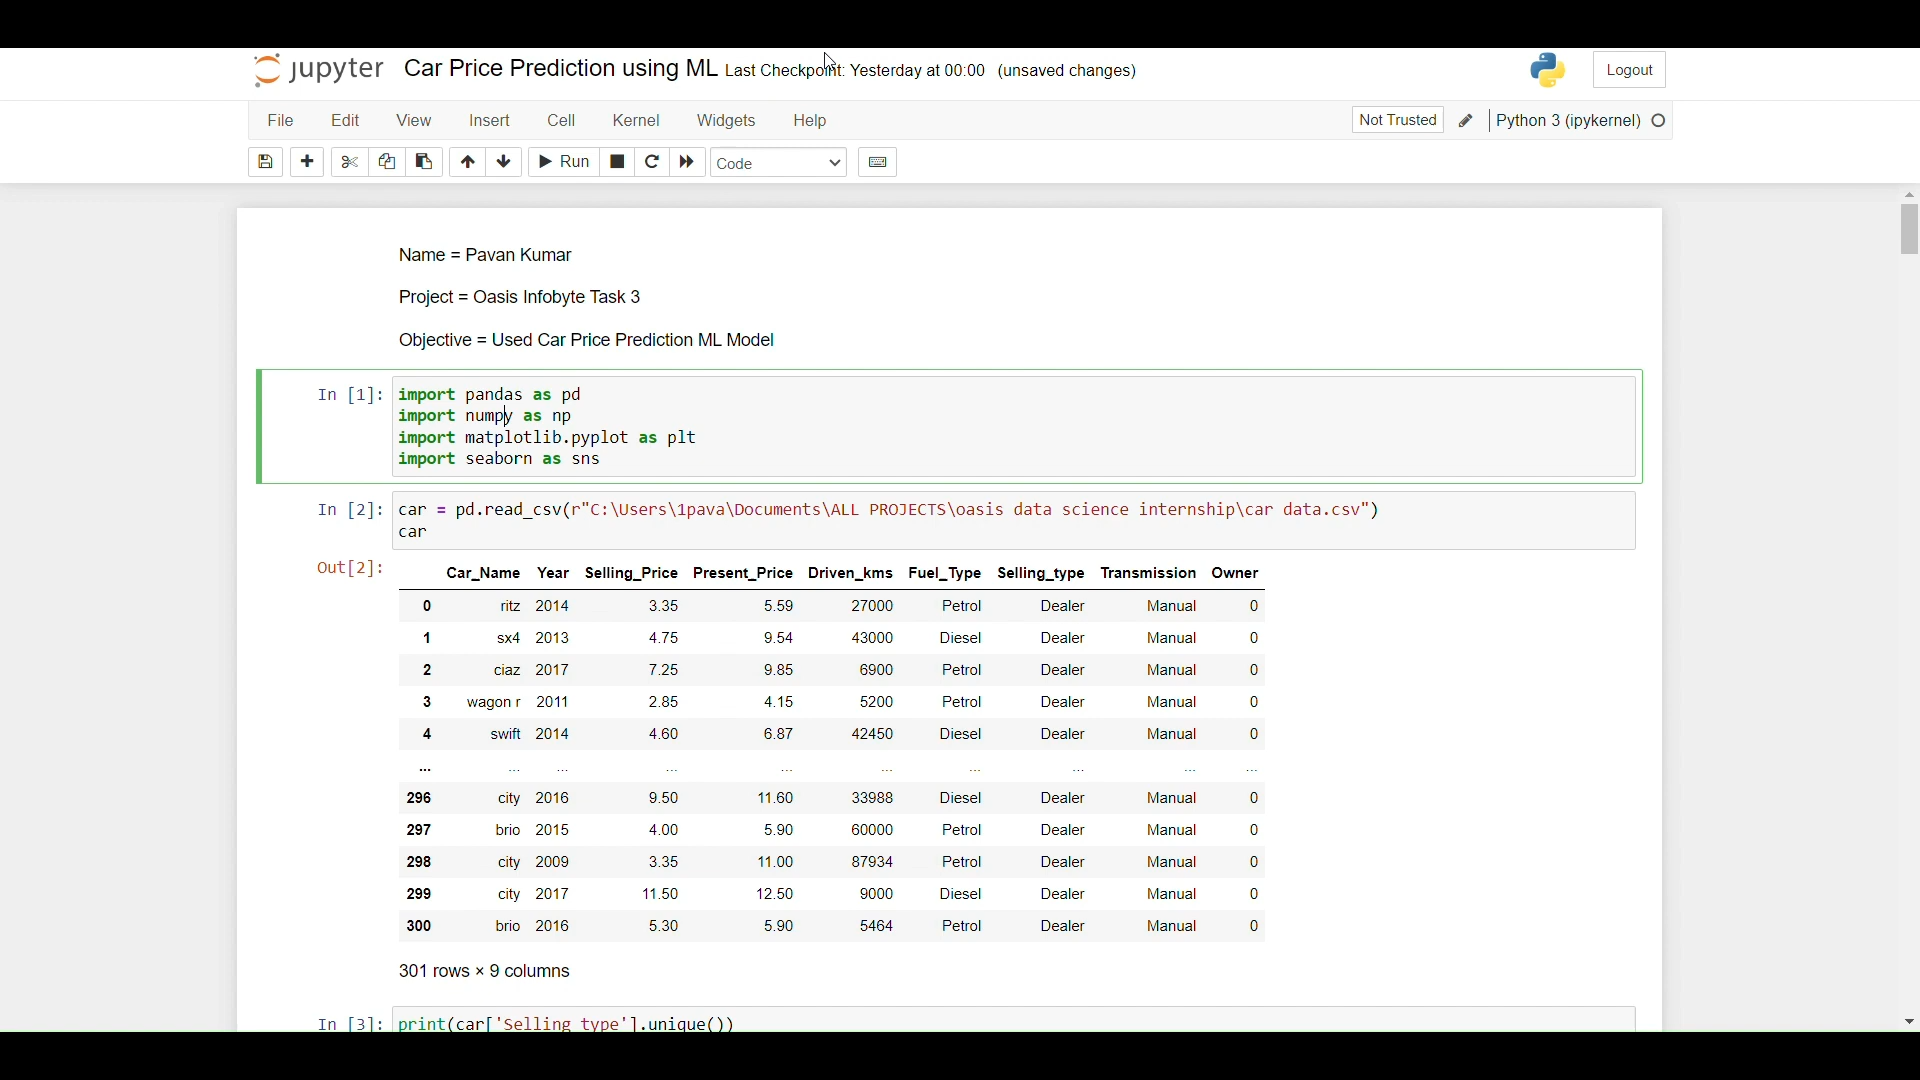 jupyter Car Price Prediction using ML Last Checkpoint: Yesterday at 00:00 (unsaved changes) Logout
File Edit View Insert Cell Kernel Widgets Help Not Trusted Python 3 (ipykernel)
Run Code
Name = Pavan Kumar
Project = Oasis Infobyte Task 3
Objective = Used Car Price Prediction ML Model
In [1]: import pandas as pd
import numpy as np
import matplotlib.pyplot as plt
import seaborn as sns
In [2]: car = pd.read_csv(r"C:\Users\1pava\Documents\ALL PROJECTS\oasis data science internship\car data.csv")
car
Out[2]:
Car_Name Year Selling_Price Present_Price Driven_kms Fuel_Type Selling_type Transmission Owner
0 ritz 2014 3.35 5.59 27000 Petrol Dealer Manual 0
1 sx4 2013 4.75 9.54 43000 Diesel Dealer Manual 0
2 ciaz 2017 7.25 9.85 6900 Petrol Dealer Manual 0
3 wagon r 2011 2.85 4.15 5200 Petrol Dealer Manual 0
4 swift 2014 4.60 6.87 42450 Diesel Dealer Manual 0
... ... ... ... ... ... ... ... ... ...
296 city 2016 9.50 11.60 33988 Diesel Dealer Manual 0
297 brio 2015 4.00 5.90 60000 Petrol Dealer Manual 0
298 city 2009 3.35 11.00 87934 Petrol Dealer Manual 0
299 city 2017 11.50 12.50 9000 Diesel Dealer Manual 0
300 brio 2016 5.30 5.90 5464 Petrol Dealer Manual 0
301 rows × 9 columns
In [3]: print(car['Selling_type'].unique())